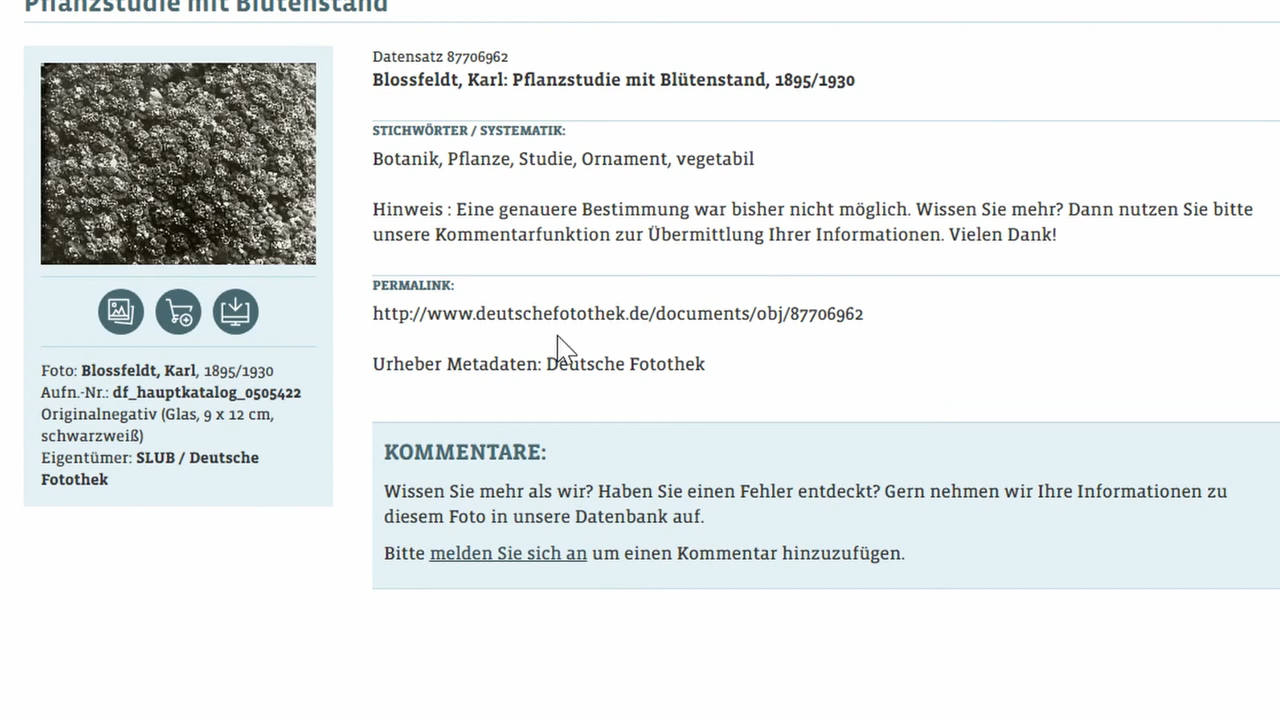 Pflanzstudie mit Blütenstand
Datensatz 87706962
Blossfeldt, Karl: Pflanzstudie mit Blütenstand, 1895/1930
STICHWÖRTER / SYSTEMATIK:
Botanik, Pflanze, Studie, Ornament, vegetabil
Hinweis : Eine genauere Bestimmung war bisher nicht möglich. Wissen Sie mehr? Dann nutzen Sie bitte
unsere Kommentarfunktion zur Übermittlung Ihrer Informationen. Vielen Dank!
PERMALINK:
http://www.deutschefotothek.de/documents/obj/87706962
Urheber Metadaten: Deutsche Fotothek
Foto: Blossfeldt, Karl, 1895/1930
Aufn.-Nr.: df_hauptkatalog_0505422
Originalnegativ (Glas, 9 x 12 cm,
schwarzweiß)
Eigentümer: SLUB / Deutsche
Fotothek
KOMMENTARE:
Wissen Sie mehr als wir? Haben Sie einen Fehler entdeckt? Gern nehmen wir Ihre Informationen zu
diesem Foto in unsere Datenbank auf.
Bitte melden Sie sich an um einen Kommentar hinzuzufügen.